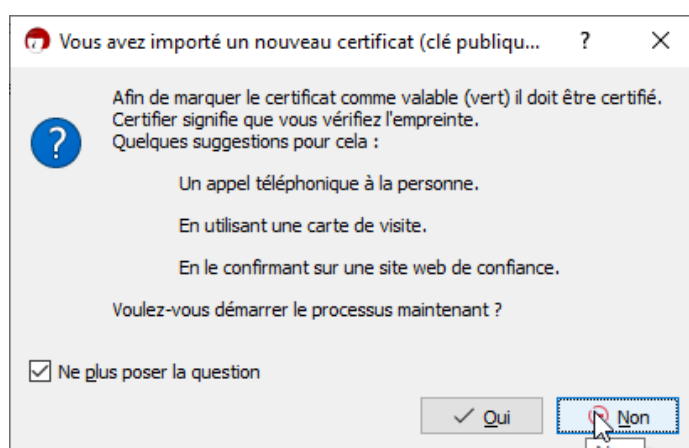 Vous avez importé un nouveau certificat (clé publiqu...
Afin de marquer le certificat comme valable (vert) il doit être certifié.
Certifier signifie que vous vérifiez l'empreinte.
Quelques suggestions pour cela :
Un appel téléphonique à la personne.
En utilisant une carte de visite.
En le confirmant sur une site web de confiance.
Voulez-vous démarrer le processus maintenant ?
Ne plus poser la question
Oui
Non